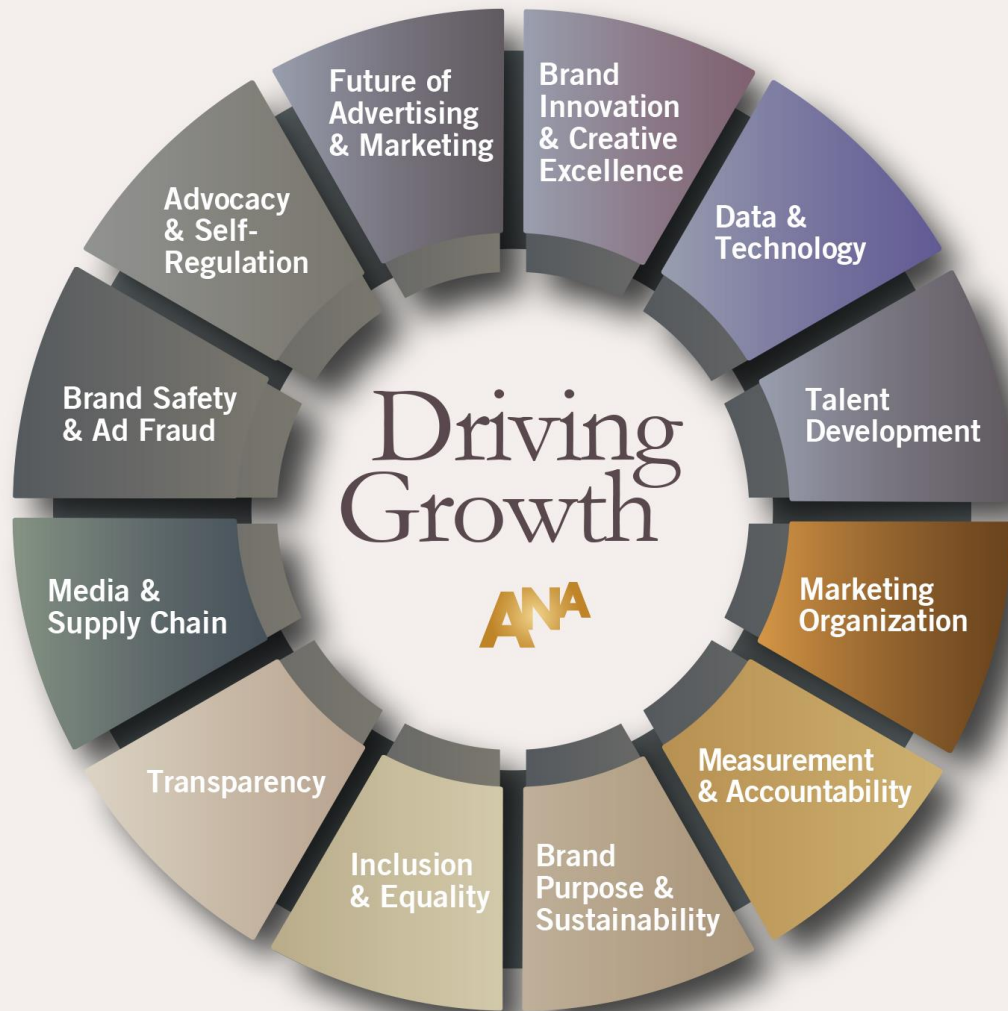 Future of
Advertising
& Marketing
Brand
Innovation
& Creative
Excellence
Data &
Technology
Talent
Development
Marketing
Organization
Measurement
& Accountability
Brand
Purpose &
Sustainability
Inclusion
& Equality
Transparency
Media &
Supply Chain
Brand Safety
& Ad Fraud
Advocacy
& Self-
Regulation
Driving
Growth
ANA